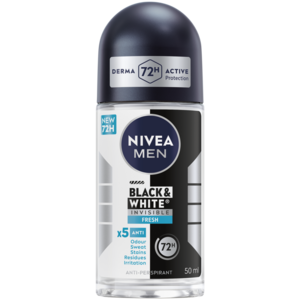 DERMA 72H ACTIVE
Protection
NEW
72H
NIVEA
MEN
BLACK&
WHITE®
INVISIBLE
FRESH
x5 ANTI
Odour
Sweat
Stains
Residues
Irritation
72H
ANTI-PERSPIRANT
50 ml